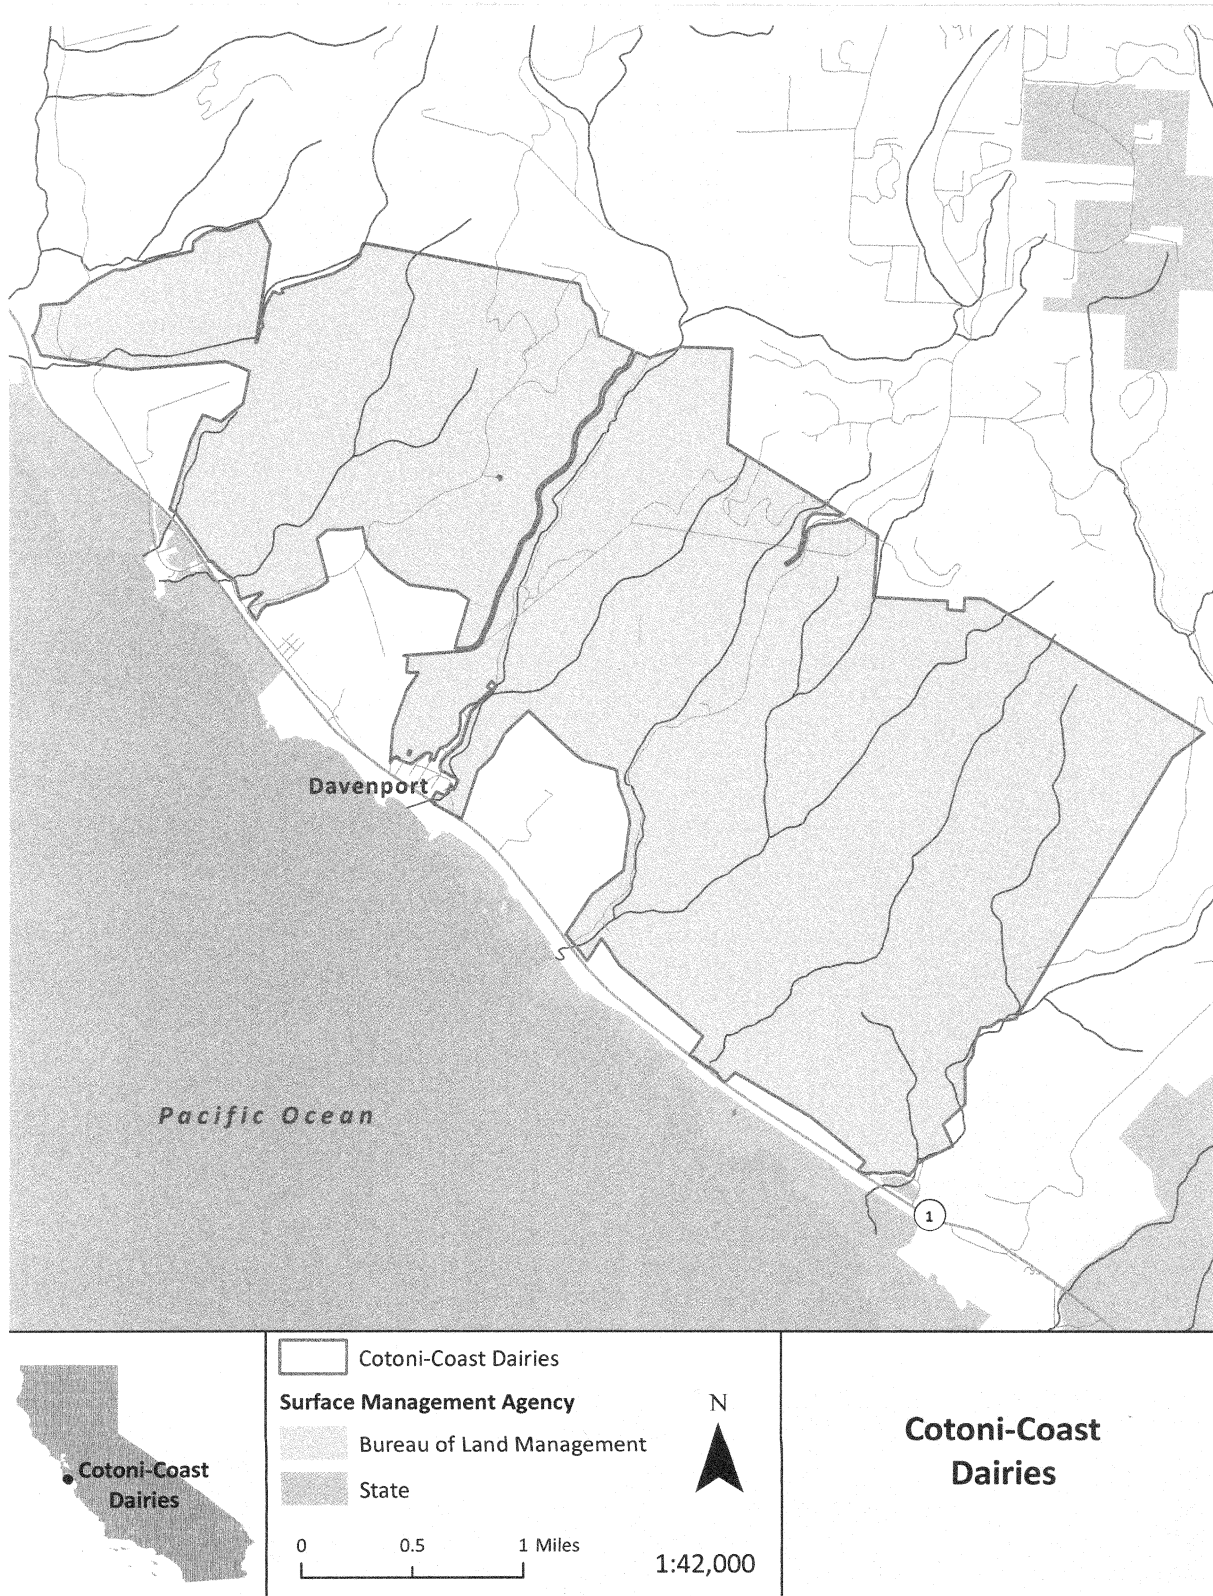 Davenport
Pacific Ocean
1
Cotoni-Coast Dairies
Surface Management Agency
Bureau of Land Management
State
0 0.5 1 Miles
N
1:42,000
Cotoni-Coast
Dairies
Cotoni-Coast
Dairies